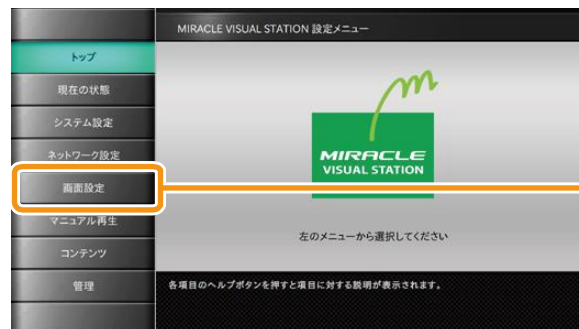 MIRACLE VISUAL STATION 設定メニュー
トップ
現在の状態
システム設定
ネットワーク設定
画面設定
マニュアル再生
コンテンツ
管理
m
MIRACLE
VISUAL STATION
左のメニューから選択してください
各項目のヘルプボタンを押すと項目に対する説明が表示されます。